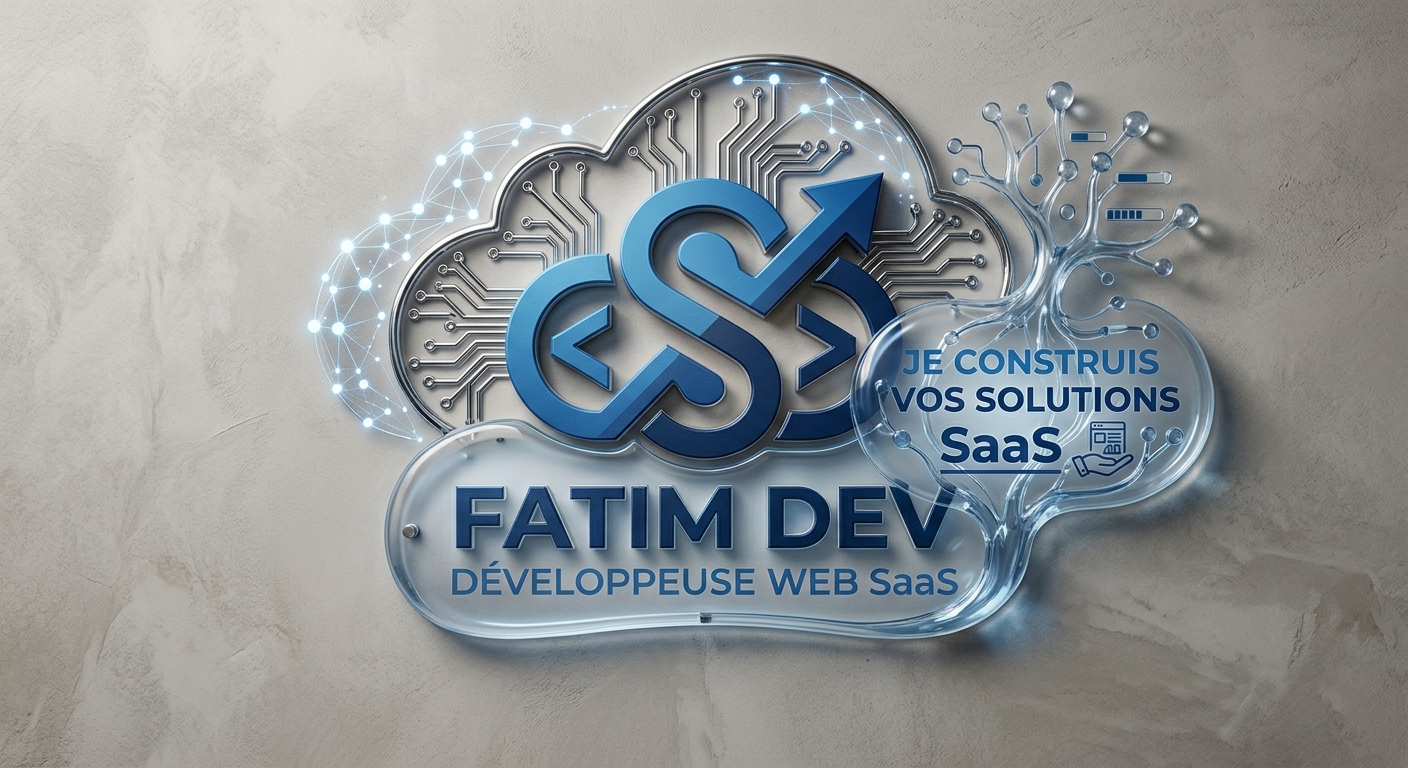 FATIM DEV
DÉVELOPPEUSE WEB SaaS
JE CONSTRUIS
VOS SOLUTIONS
SaaS